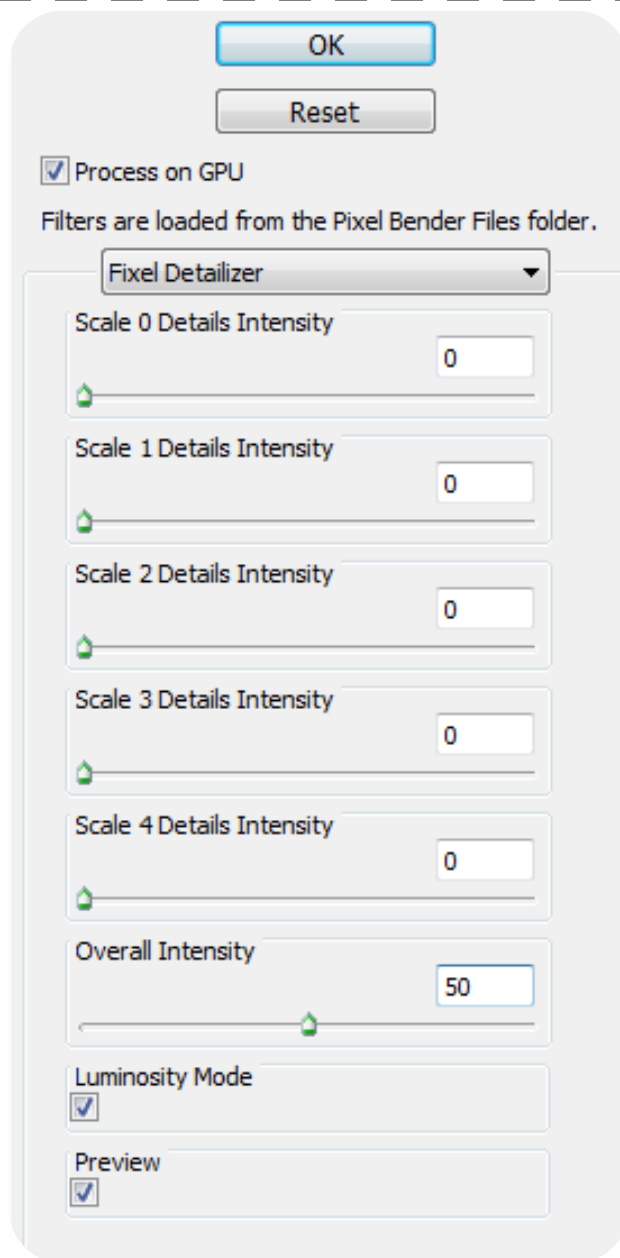 OK
Reset
Process on GPU
Filters are loaded from the Pixel Bender Files folder.
Fixel Detailizer
Scale 0 Details Intensity
0
Scale 1 Details Intensity
0
Scale 2 Details Intensity
0
Scale 3 Details Intensity
0
Scale 4 Details Intensity
0
Overall Intensity
50
Luminosity Mode
Preview